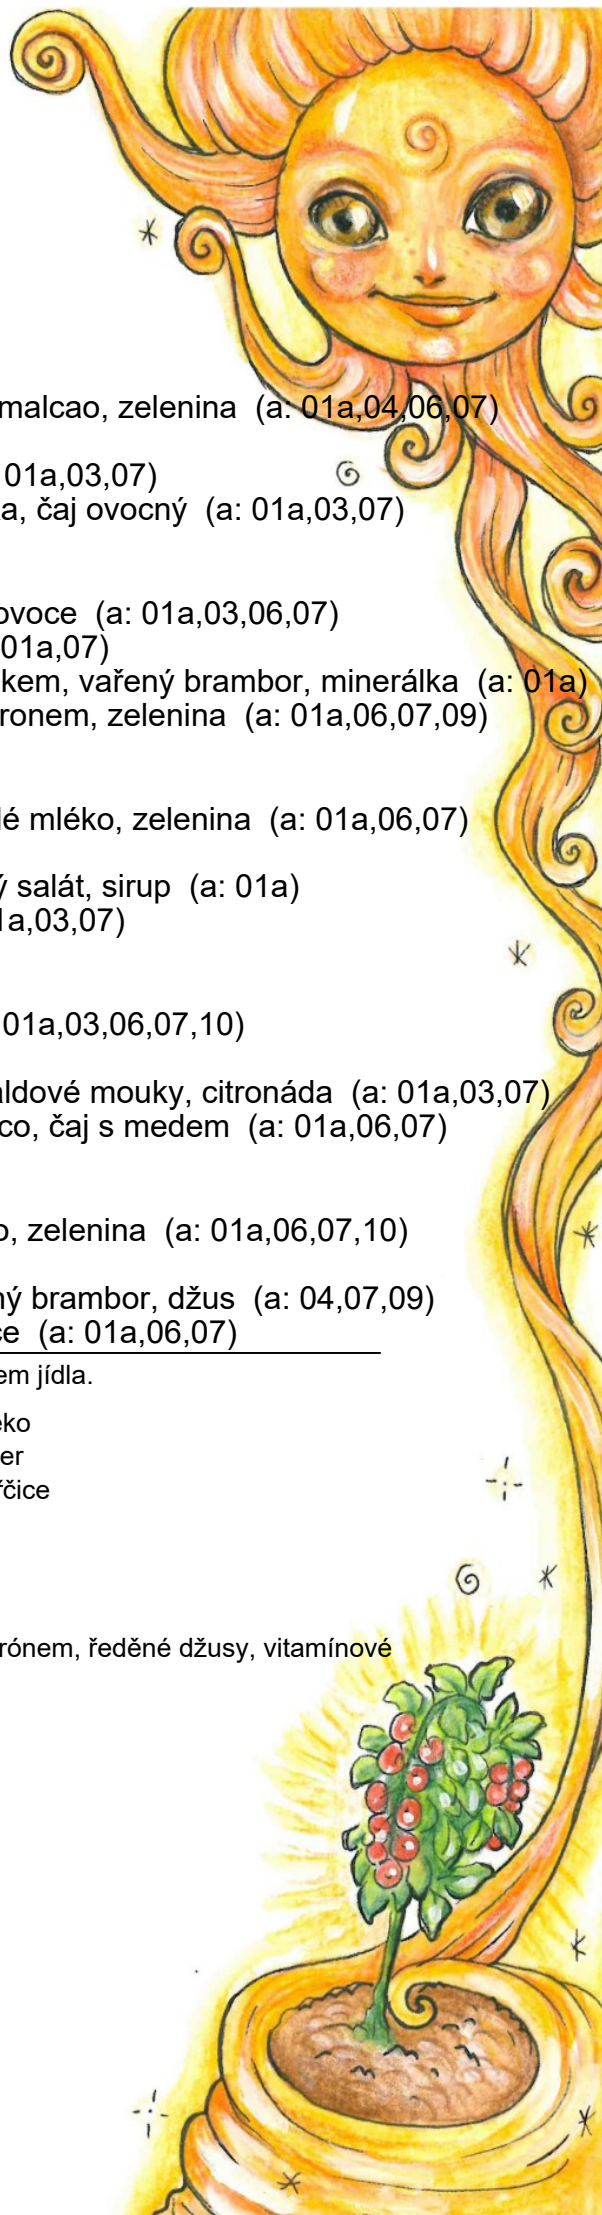 malcao, zelenina (a: 01a,04,06,07)
01a,03,07)
a, čaj ovocný (a: 01a,03,07)
ovoce (a: 01a,03,06,07)
01a,07)
kem, vařený brambor, minerálka (a: 01a)
ronem, zelenina (a: 01a,06,07,09)
lé mléko, zelenina (a: 01a,06,07)
ý salát, sirup (a: 01a)
1a,03,07)
01a,03,06,07,10)
aldové mouky, citronáda (a: 01a,03,07)
co, čaj s medem (a: 01a,06,07)
o, zelenina (a: 01a,06,07,10)
ný brambor, džus (a: 04,07,09)
ce (a: 01a,06,07)
em jídla.
éko
er
řčice
rónem, ředěné džusy, vitamínové